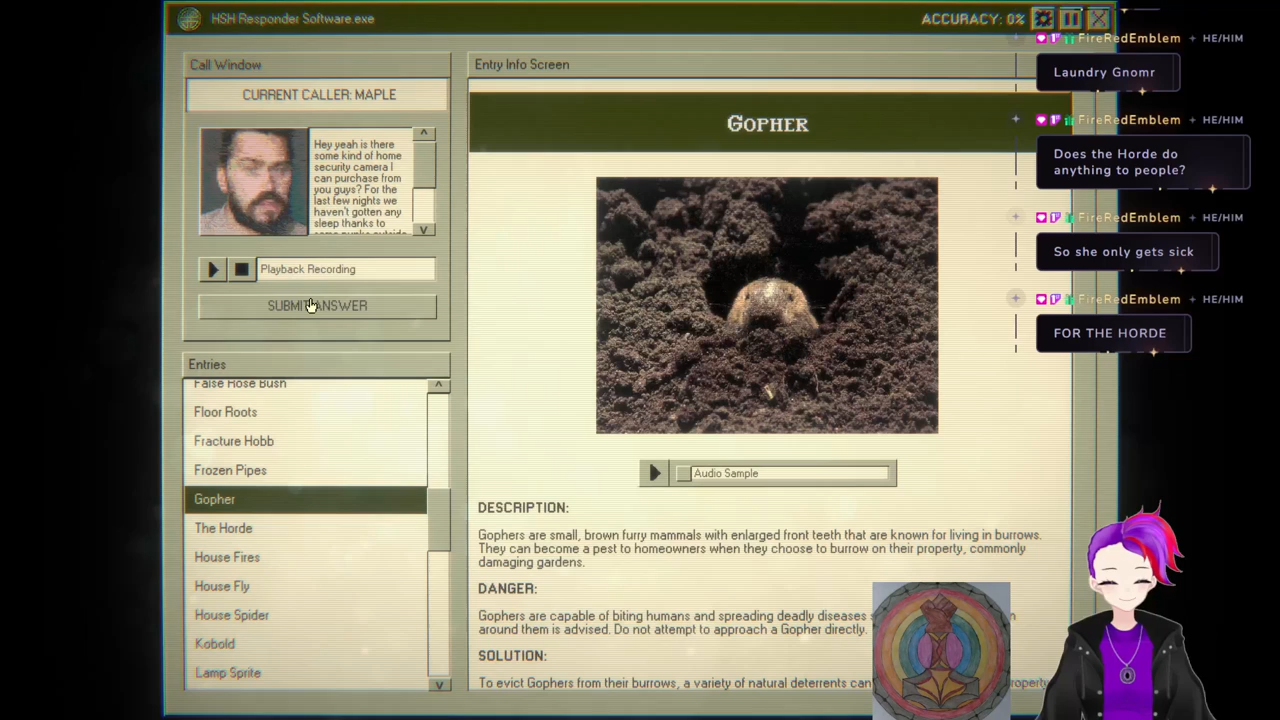 HSH Responder Software.exe
ACCURACY: 0%
Call Window
CURRENT CALLER: MAPLE
Hey yeah is there
some kind of home
security camera I
can purchase from
you guys? For the
last few nights we
haven't gotten any
sleep thanks to
Playback Recording
SUBMIT ANSWER
Entries
False Rose Bush
Floor Roots
Fracture Hobb
Frozen Pipes
Gopher
The Horde
House Fires
House Fly
House Spider
Kobold
Lamp Sprite
Entry Info Screen
Gopher
Audio Sample
DESCRIPTION:
Gophers are small, brown furry mammals with enlarged front teeth that are known for living in burrows.
They can become a pest to homeowners when they choose to burrow on their property, commonly
damaging gardens.
DANGER:
Gophers are capable of biting humans and spreading deadly diseases
around them is advised. Do not attempt to approach a Gopher directly.
SOLUTION:
To evict Gophers from their burrows, a variety of natural deterrents can
FireRedEmblem + HE/HIM
Laundry Gnomr
FireRedEmblem + HE/HIM
Does the Horde do
anything to people?
FireRedEmblem + HE/HIM
So she only gets sick
FireRedEmblem + HE/HIM
FOR THE HORDE